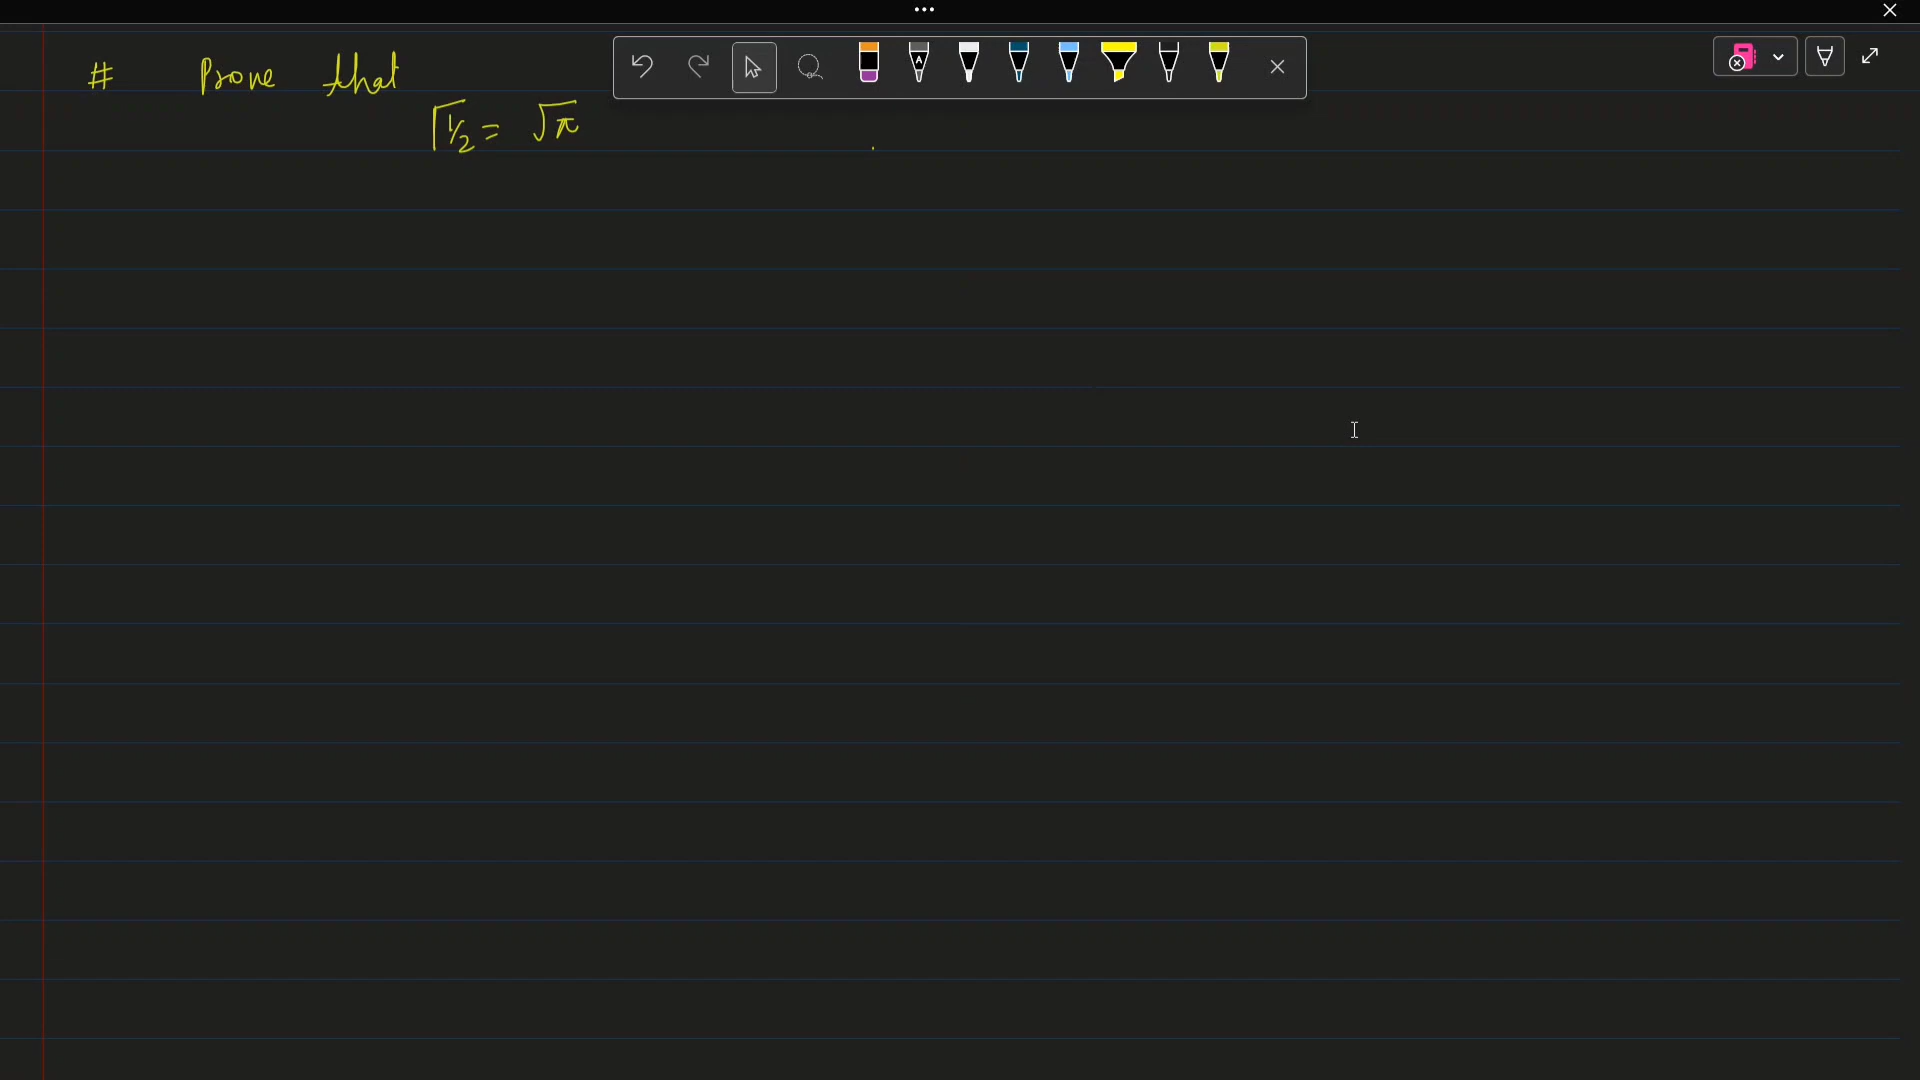 # Prove that
Γ1/2 = √π